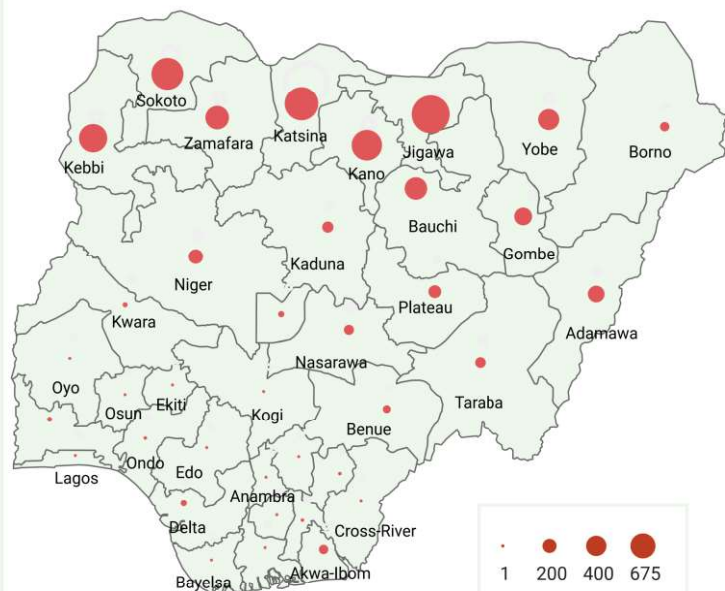 Sokoto
Zamafara
Katsina
Kebbi
Kano
Jigawa
Yobe
Borno
Bauchi
Gombe
Kaduna
Niger
Plateau
Adamawa
Kwara
Nasarawa
Taraba
Oyo
Osun
Ekiti
Kogi
Benue
Ondo
Edo
Lagos
Anambra
Delta
Cross-River
Bayelsa
Akwa-Ibom
1 200 400 675